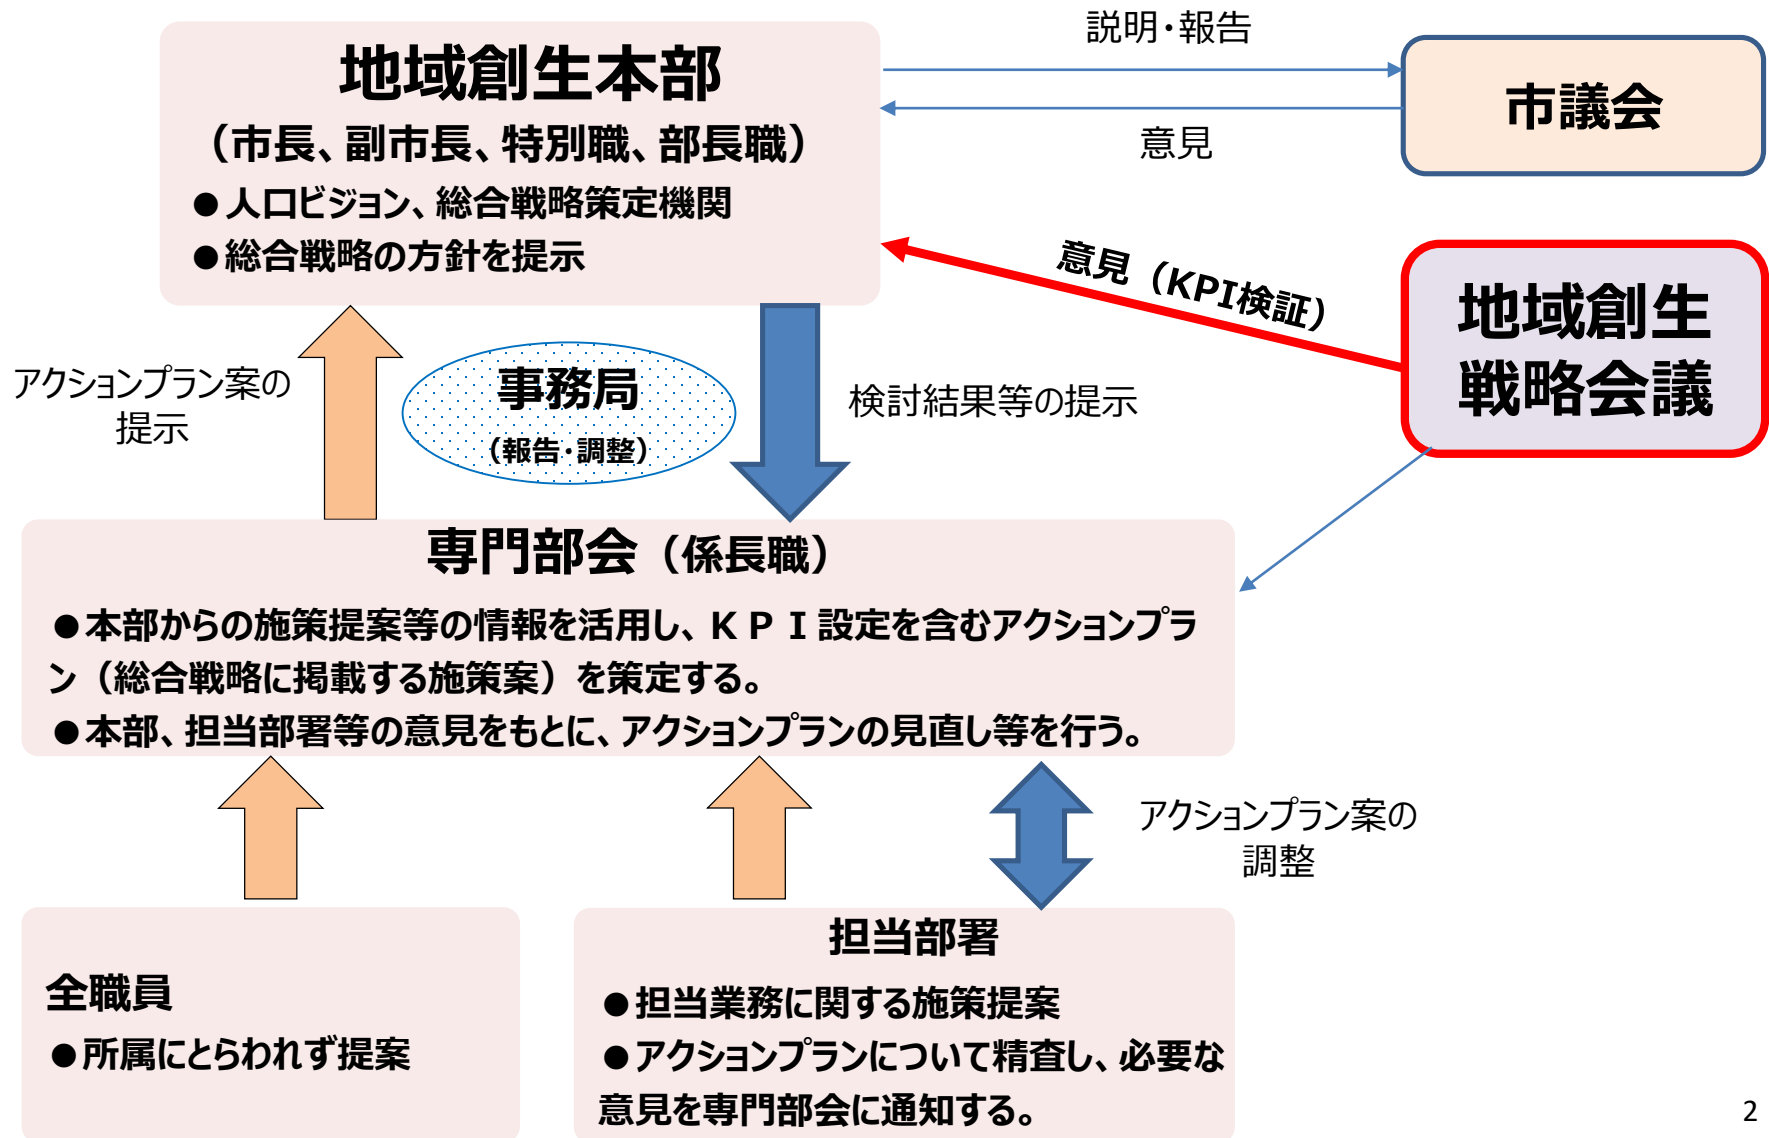 説明・報告
地域創生本部
（市長、副市長、特別職、部長職）
●人口ビジョン、総合戦略策定機関
●総合戦略の方針を提示
市議会
意見
意見（KPI検証）
地域創生
戦略会議
アクションプラン案の
提示
事務局
（報告・調整）
検討結果等の提示
専門部会（係長職）
●本部からの施策提案等の情報を活用し、ＫＰＩ設定を含むアクションプラ
ン（総合戦略に掲載する施策案）を策定する。
●本部、担当部署等の意見をもとに、アクションプランの見直し等を行う。
アクションプラン案の
調整
全職員
●所属にとらわれず提案
担当部署
●担当業務に関する施策提案
●アクションプランについて精査し、必要な
意見を専門部会に通知する。
2